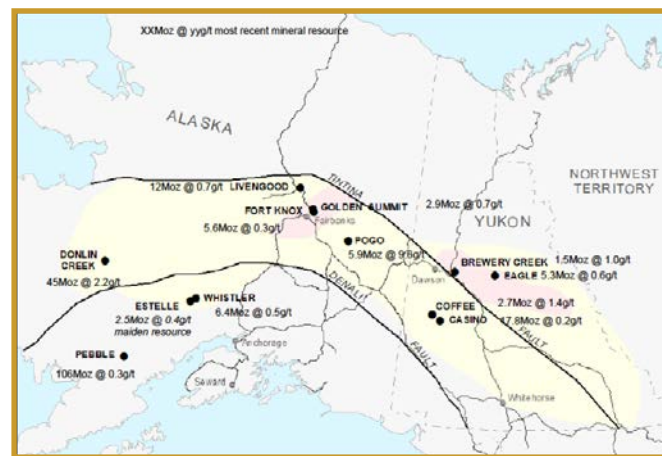 XXMoz @ yyg/t most recent mineral resource
ALASKA
NORTHWEST
TERRITORY
YUKON
TINTINA
FAULT
DENALI
FAULT
12Moz @ 0.7g/t LIVENGOOD
GOLDEN SUMMIT
2.9Moz @ 0.7g/t
FORT KNOX
Fairbanks
5.6Moz @ 0.3g/t
POGO
5.9Moz @ 9.6g/t
DONLIN
CREEK
45Moz @ 2.2g/t
BREWERY CREEK
1.5Moz @ 1.0g/t
Dawson
EAGLE 5.3Moz @ 0.6g/t
2.7Moz @ 1.4g/t
COFFEE
CASINO
17.8Moz @ 0.2g/t
ESTELLE
WHISTLER
2.5Moz @ 0.4g/t
maiden resource
6.4Moz @ 0.5g/t
PEBBLE
106Moz @ 0.3g/t
Anchorage
Seward
Whitehorse